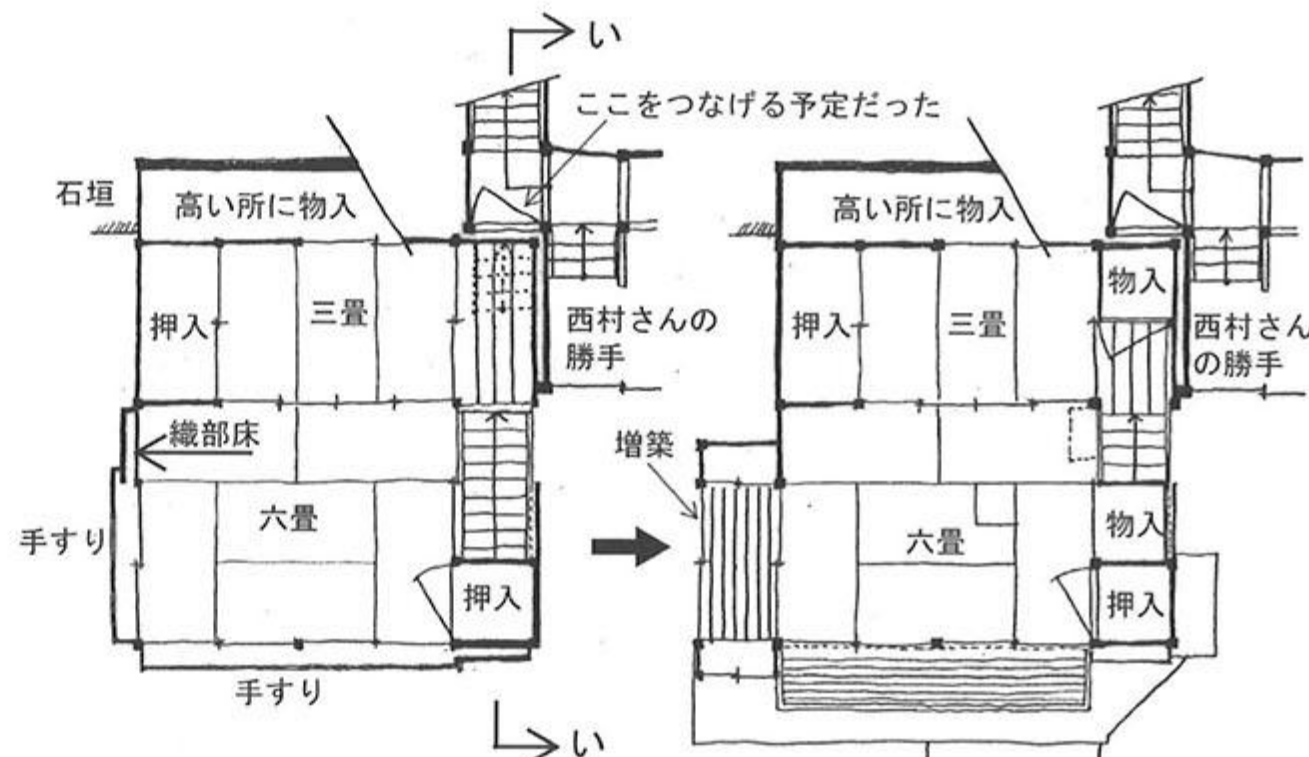 い
ここをつなげる予定だった
石垣
高い所に物入
押入
三畳
西村さんの
勝手
織部床
手すり
六畳
押入
手すり
い
高い所に物入
押入
三畳
物入
西村さん
の勝手
増築
六畳
物入
押入